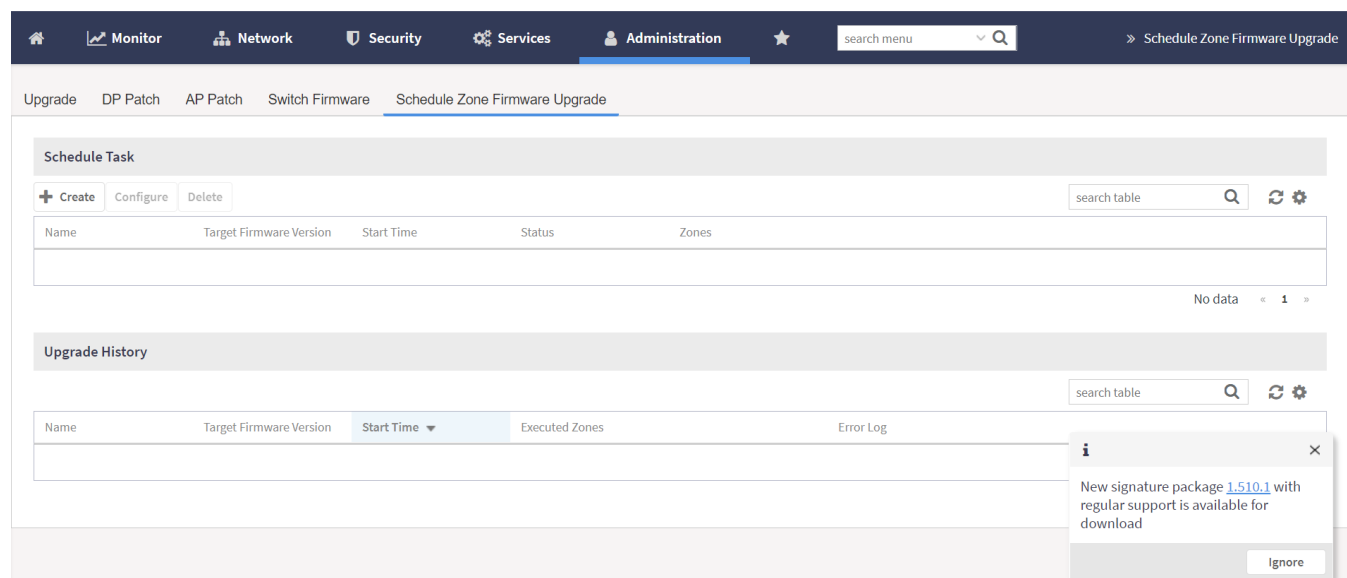 Monitor Network Security Services Administration search menu » Schedule Zone Firmware Upgrade
Upgrade DP Patch AP Patch Switch Firmware Schedule Zone Firmware Upgrade
Schedule Task
+ Create Configure Delete search table
Name Target Firmware Version Start Time Status Zones
No data « 1 »
Upgrade History
search table
Name Target Firmware Version Start Time Executed Zones Error Log
i
New signature package 1.510.1 with
regular support is available for
download
Ignore